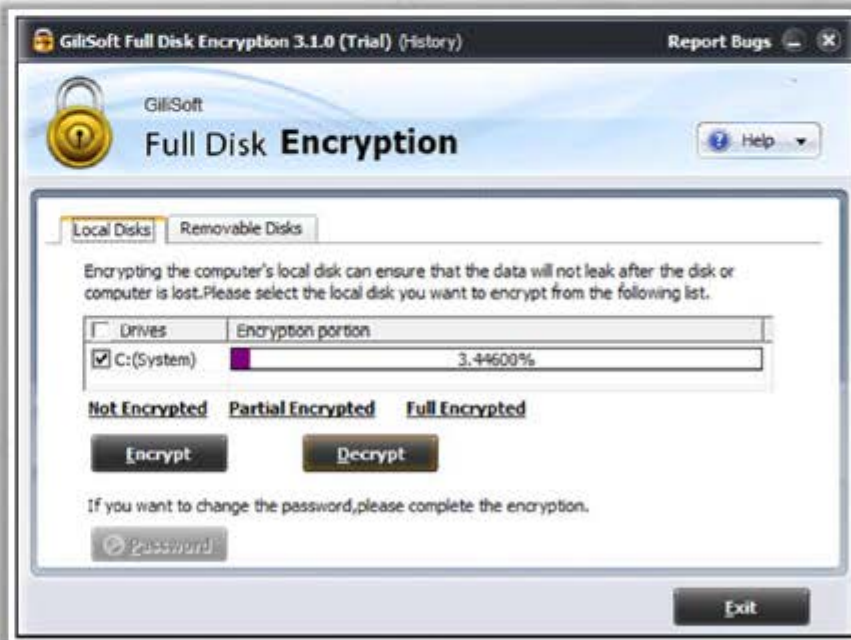 GiliSoft Full Disk Encryption 3.1.0 (Trial) (History) Report Bugs
GiliSoft
Full Disk Encryption
Help
Local Disks Removable Disks
Encrypting the computer's local disk can ensure that the data will not leak after the disk or
computer is lost.Please select the local disk you want to encrypt from the following list.
Drives Encryption portion
C:(System) 3.44600%
Not Encrypted Partial Encrypted Full Encrypted
Encrypt Decrypt
If you want to change the password,please complete the encryption.
Password
Exit